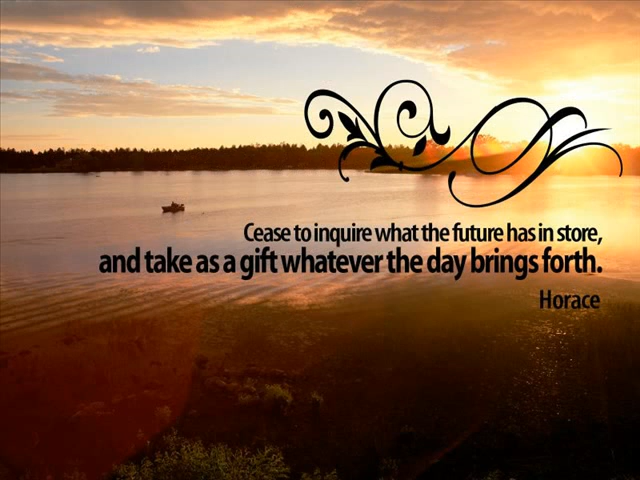 Cease to inquire what the future has in store,
and take as a gift whatever the day brings forth.
Horace